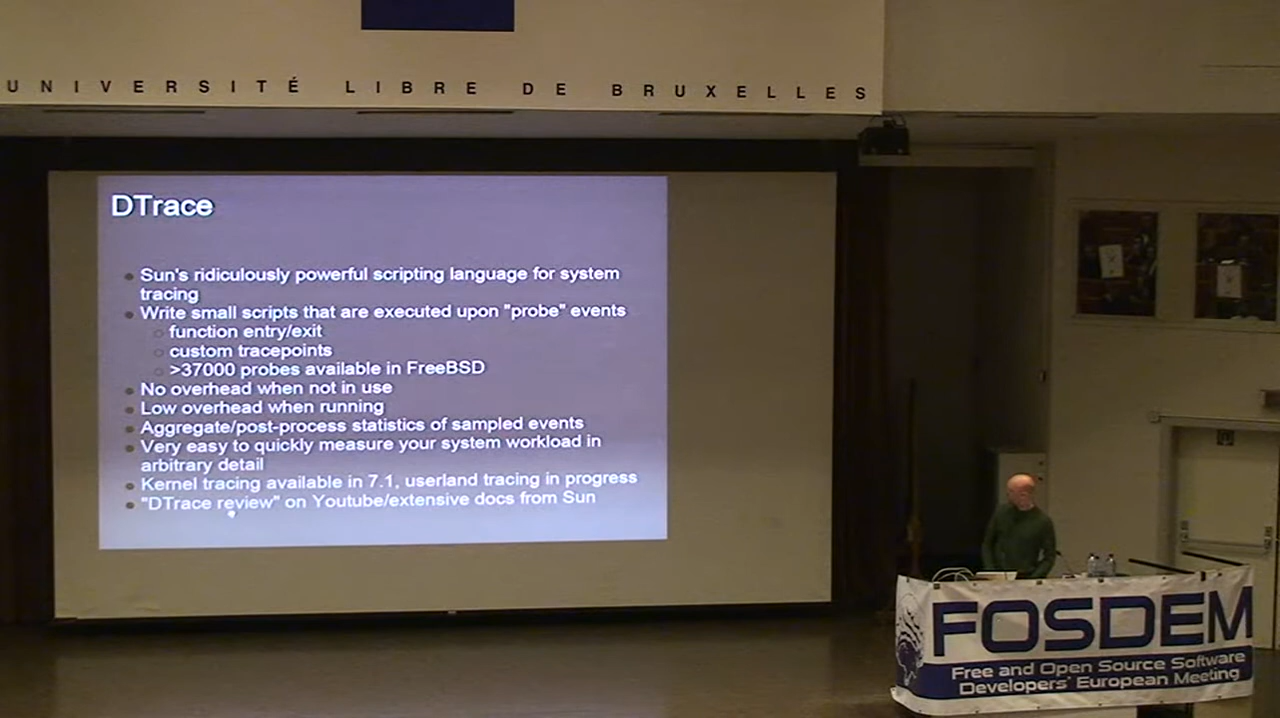 UNIVERSITÉ LIBRE DE BRUXELLES
DTrace
Sun's ridiculously powerful scripting language for system
tracing
Write small scripts that are executed upon "probe" events
function entry/exit
custom tracepoints
>37000 probes available in FreeBSD
No overhead when not in use
Low overhead when running
Aggregate/post-process statistics of sampled events
Very easy to quickly measure your system workload in
arbitrary detail
Kernel tracing available in 7.1, userland tracing in progress
"DTrace review" on Youtube/extensive docs from Sun
FOSDEM
Free and Open Source Software
Developers' European Meeting